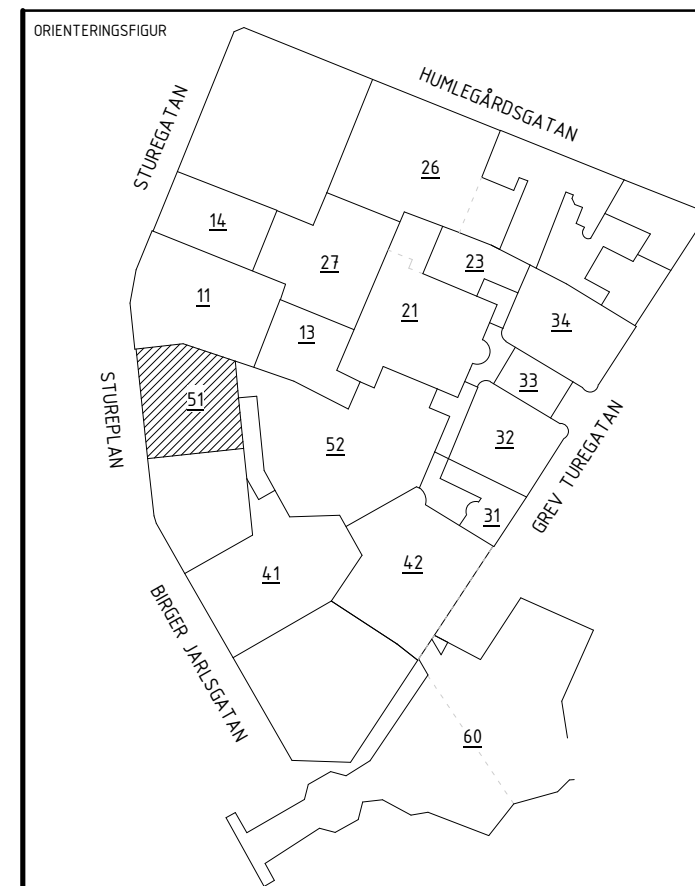 ORIENTERINGSFIGUR
HUMLEGÅRDSGATAN
STUREGATAN
26
14
27
23
11
13
21
34
STUREPLAN
51
33
52
32
GREV TUREGATAN
31
41
42
BIRGER JARLSGATAN
60